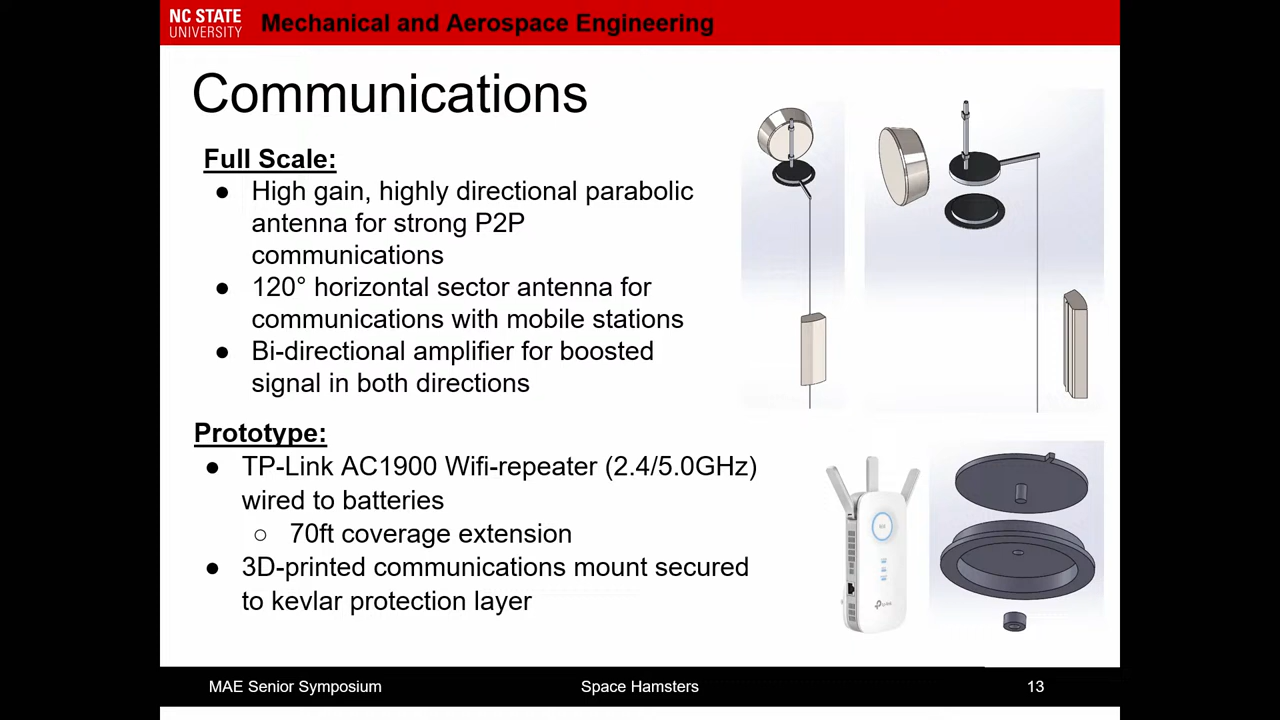 NC STATE
UNIVERSITY
Mechanical and Aerospace Engineering
Communications
Full Scale:
● High gain, highly directional parabolic
antenna for strong P2P
communications
● 120° horizontal sector antenna for
communications with mobile stations
● Bi-directional amplifier for boosted
signal in both directions
Prototype:
● TP-Link AC1900 Wifi-repeater (2.4/5.0GHz)
wired to batteries
○ 70ft coverage extension
● 3D-printed communications mount secured
to kevlar protection layer
MAE Senior Symposium
Space Hamsters
13